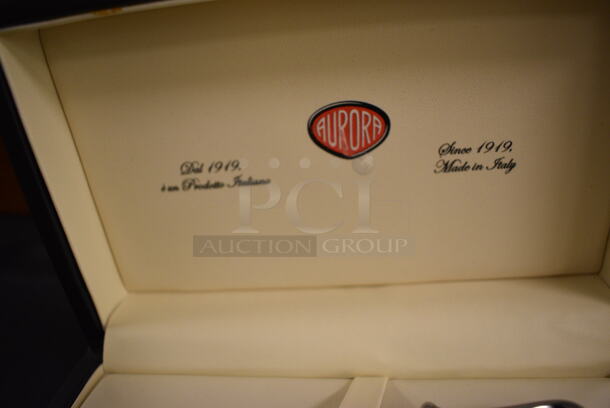 AURORA
Dal 1919,
è un Prodotto Italiano
Since 1919.
Made in Italy
PCI
AUCTION GROUP